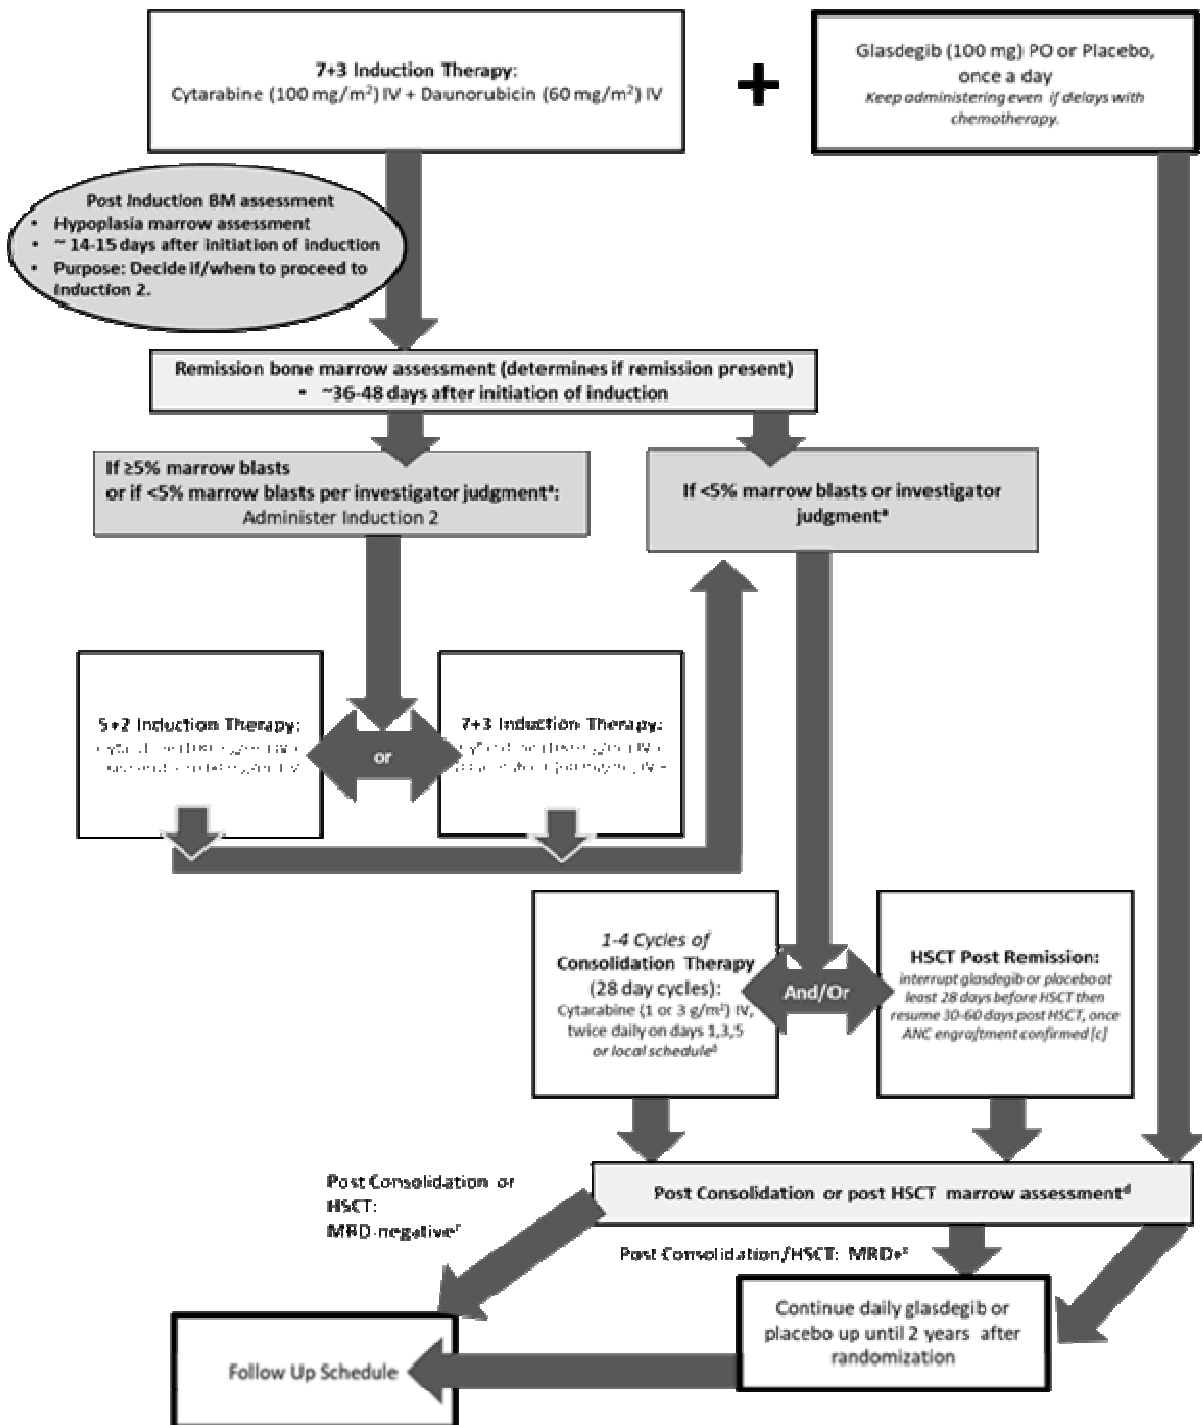 7+3 Induction Therapy:
Cytarabine (100 mg/m²) IV + Daunorubicin (60 mg/m²) IV
+
Glasdegib (100 mg) PO or Placebo,
once a day
Keep administering even if delays with
chemotherapy.
Post Induction BM assessment
• Hypoplasia marrow assessment
• ~ 14-15 days after initiation of induction
• Purpose: Decide if/when to proceed to
Induction 2.
Remission bone marrow assessment (determines if remission present)
- ~36-48 days after initiation of induction
If ≥5% marrow blasts
or if <5% marrow blasts per investigator judgmentᵃ:
Administer Induction 2
If <5% marrow blasts or investigator
judgmentᵃ
5+2 Induction Therapy:
or
7+3 Induction Therapy:
1-4 Cycles of
Consolidation Therapy
(28 day cycles):
Cytarabine (1 or 3 g/m²) IV,
twice daily on days 1,3,5
or local scheduleᵇ
And/Or
HSCT Post Remission:
interrupt glasdegib or placebo at
least 28 days before HSCT then
resume 30-60 days post HSCT, once
ANC engraftment confirmed [c]
Post Consolidation or post HSCT marrow assessmentᵈ
Post Consolidation or
HSCT:
MRD-negative
Post Consolidation/HSCT: MRD+
Continue daily glasdegib or
placebo up until 2 years after
randomization
Follow Up Schedule